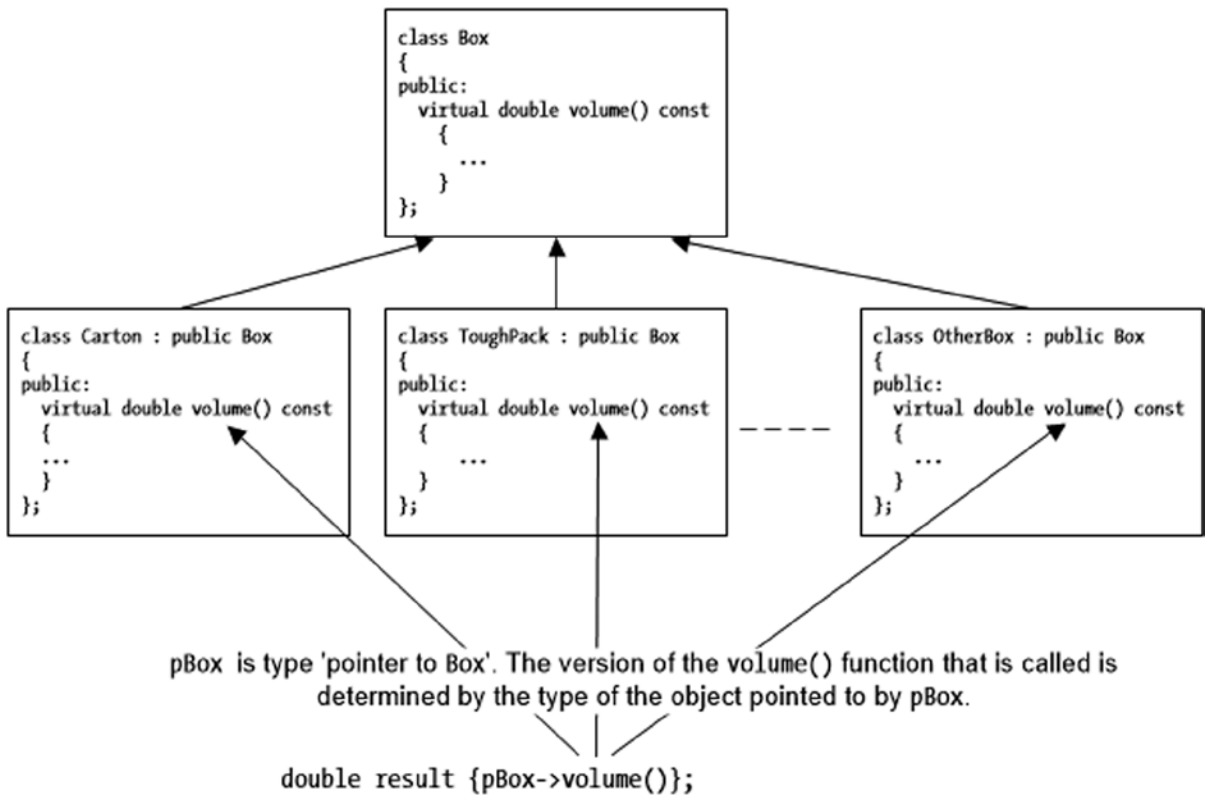 class Box
{
public:
virtual double volume() const
{
...
}
};
class Carton : public Box
{
public:
virtual double volume() const
{
...
}
};
class ToughPack : public Box
{
public:
virtual double volume() const
{
...
}
};
class OtherBox : public Box
{
public:
virtual double volume() const
{
...
}
};
pBox is type 'pointer to Box'. The version of the volume() function that is called is
determined by the type of the object pointed to by pBox.
double result {pBox->volume()};